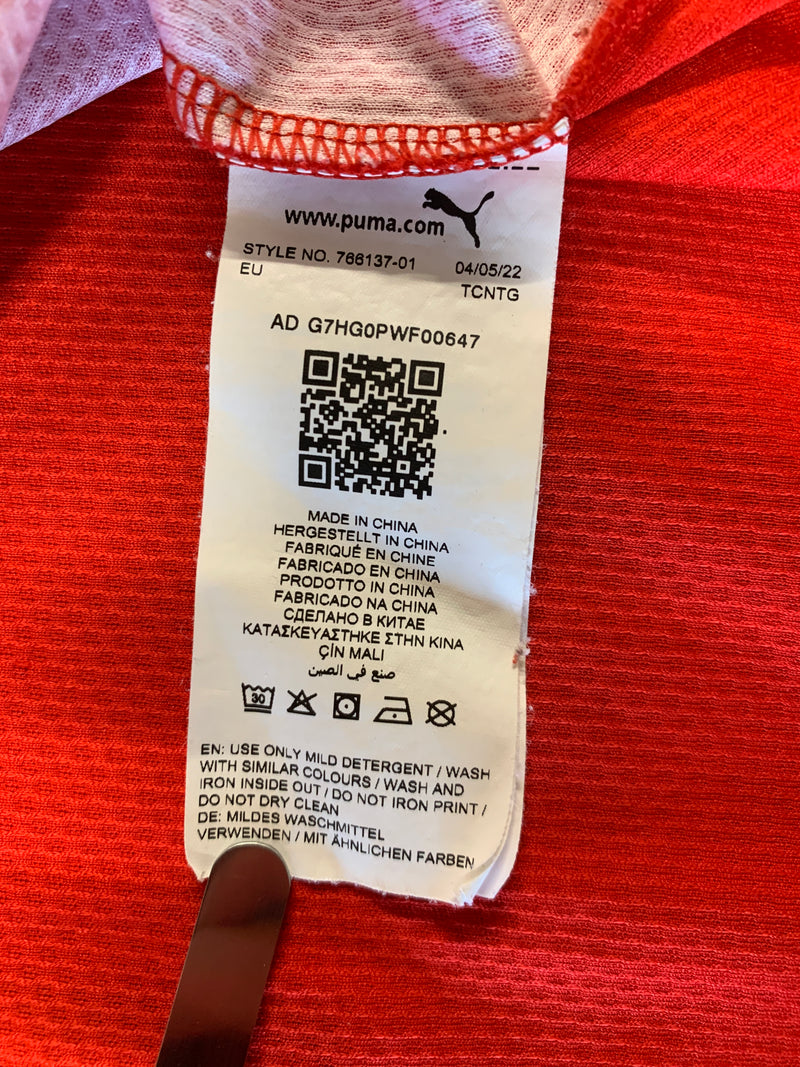 www.puma.com
STYLE NO. 766137-01 04/05/22
EU TCNTG
AD G7HG0PWF00647
MADE IN CHINA
HERGESTELLT IN CHINA
FABRIQUÉ EN CHINE
FABRICADO EN CHINA
PRODOTTO IN CHINA
FABRICADO NA CHINA
СДЕЛАНО В КИТАЕ
ΚΑΤΑΣΚΕΥΑΣΤΗΚΕ ΣΤΗΝ ΚΙΝΑ
ÇİN MALI
صنع في الصين
30
EN: USE ONLY MILD DETERGENT / WASH
WITH SIMILAR COLOURS / WASH AND
IRON INSIDE OUT / DO NOT IRON PRINT /
DO NOT DRY CLEAN
DE: MILDES WASCHMITTEL
VERWENDEN / MIT ÄHNLICHEN FARBEN